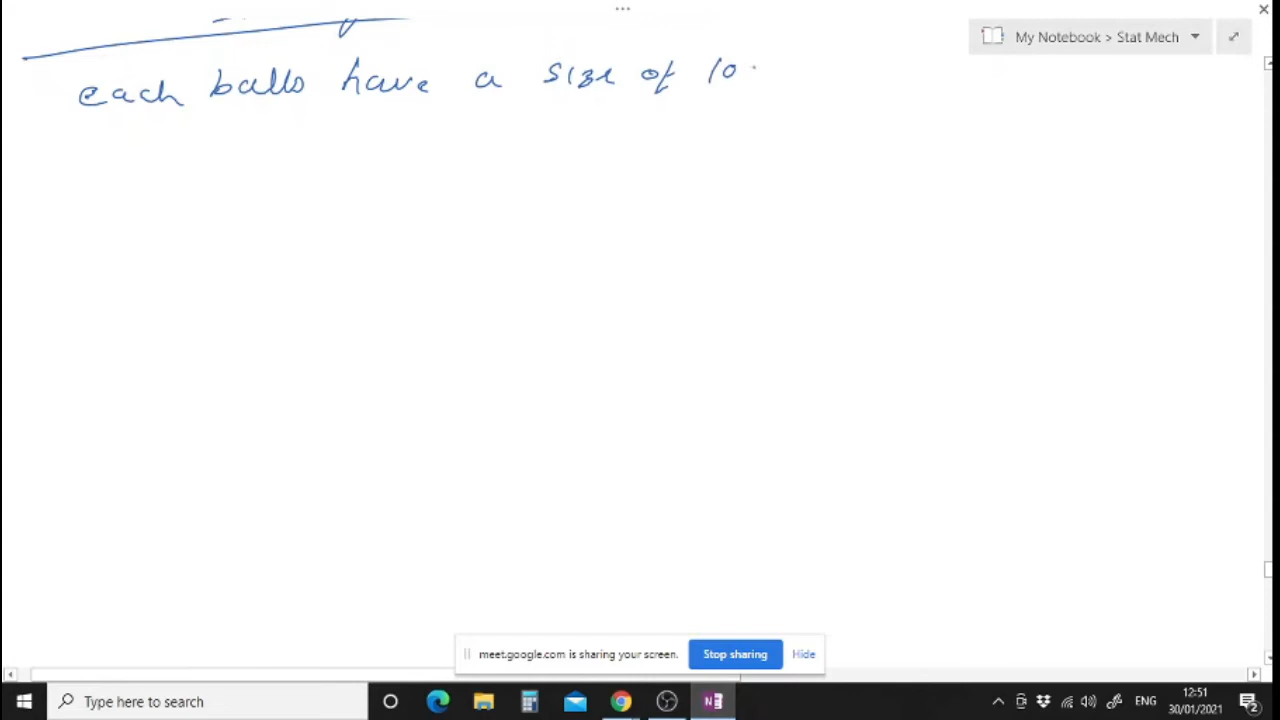 ...
My Notebook > Stat Mech
each balls have a size of 10
meet.google.com is sharing your screen. Stop sharing Hide
Type here to search ENG 12:51
30/01/2021 2